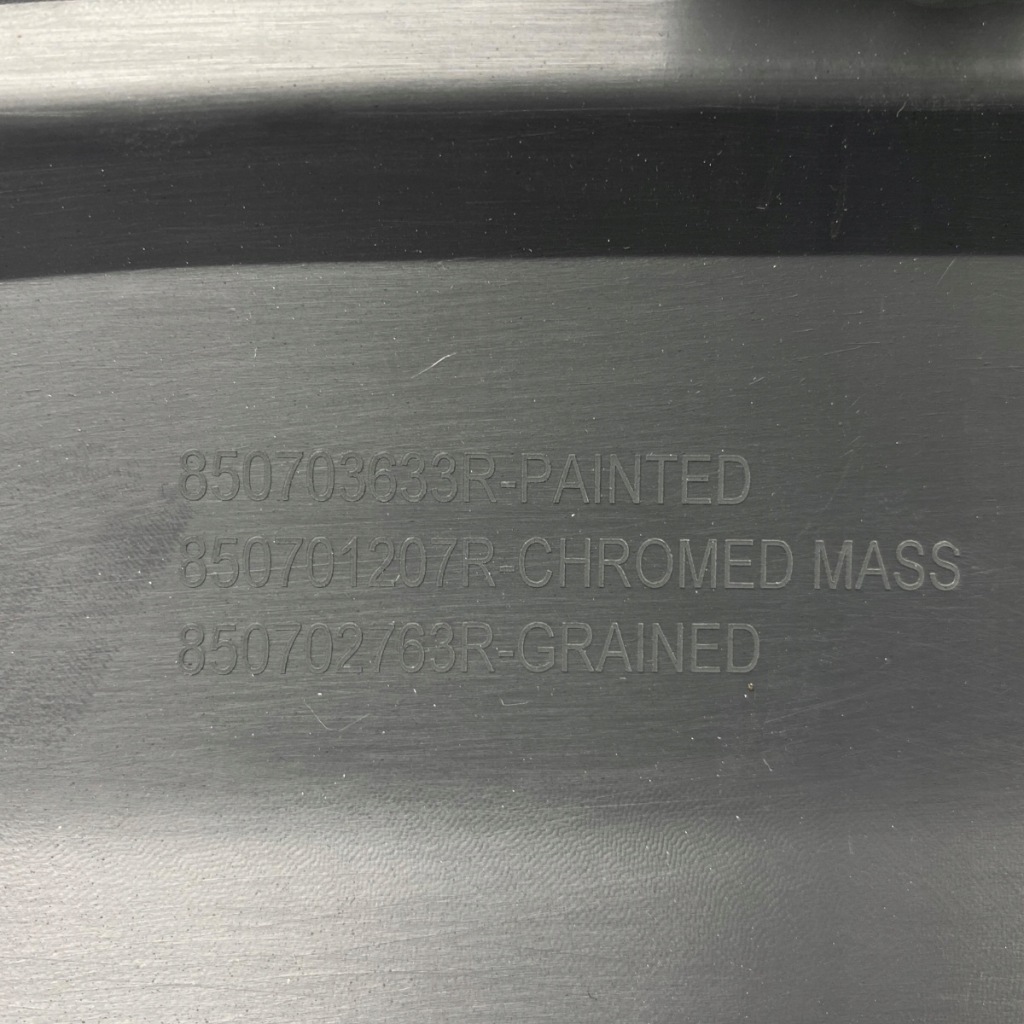 850703633R-PAINTED
850701207R-CHROMED MASS
850702763R-GRAINED